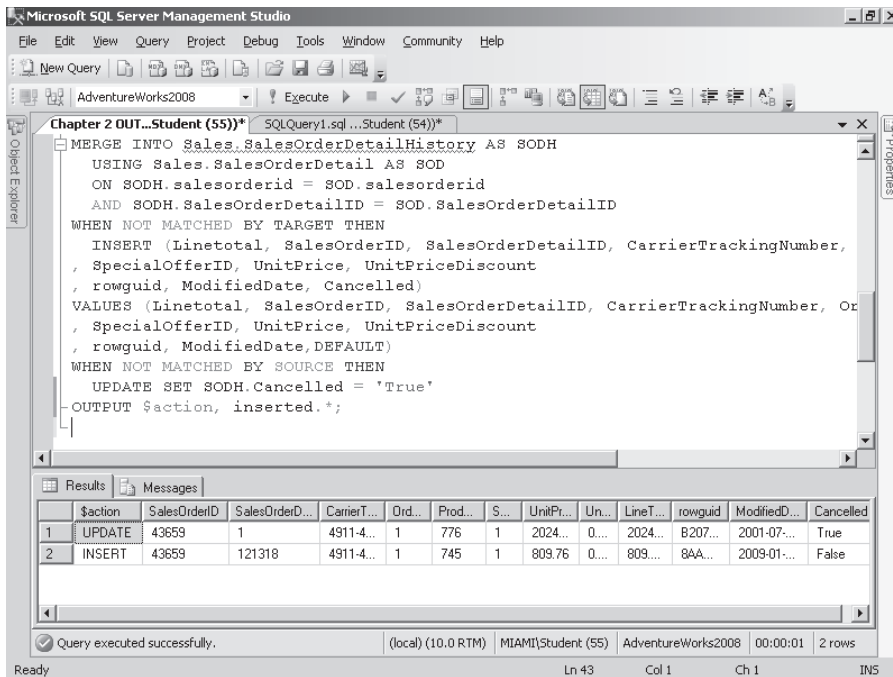 Microsoft SQL Server Management Studio
File Edit View Query Project Debug Tools Window Community Help
New Query
AdventureWorks2008 Execute
Chapter 2 OUT...Student (55))* SQLQuery1.sql ...Student (54))*
Object Explorer
Properties
MERGE INTO Sales.SalesOrderDetailHistory AS SODH
USING Sales.SalesOrderDetail AS SOD
ON SODH.salesorderid = SOD.salesorderid
AND SODH.SalesOrderDetailID = SOD.SalesOrderDetailID
WHEN NOT MATCHED BY TARGET THEN
INSERT (Linetotal, SalesOrderID, SalesOrderDetailID, CarrierTrackingNumber,
, SpecialOfferID, UnitPrice, UnitPriceDiscount
, rowguid, ModifiedDate, Cancelled)
VALUES (Linetotal, SalesOrderID, SalesOrderDetailID, CarrierTrackingNumber, Or
, SpecialOfferID, UnitPrice, UnitPriceDiscount
, rowguid, ModifiedDate,DEFAULT)
WHEN NOT MATCHED BY SOURCE THEN
UPDATE SET SODH.Cancelled = 'True'
OUTPUT $action, inserted.*;
Results Messages
$action SalesOrderID SalesOrderD... CarrierT... Ord... Prod... S... UnitPr... Un... LineT... rowguid ModifiedD... Cancelled
1 UPDATE 43659 1 4911-4... 1 776 1 2024... 0.... 2024... B207... 2001-07-... True
2 INSERT 43659 121318 4911-4... 1 745 1 809.76 0.... 809.... 8AA... 2009-01-... False
Query executed successfully. (local) (10.0 RTM) MIAMI\Student (55) AdventureWorks2008 00:00:01 2 rows
Ready Ln 43 Col 1 Ch 1 INS